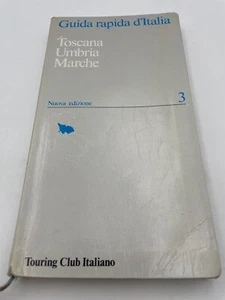 Guida rapida d'Italia
Toscana
Umbria
Marche
Nuova edizione 3
Touring Club Italiano